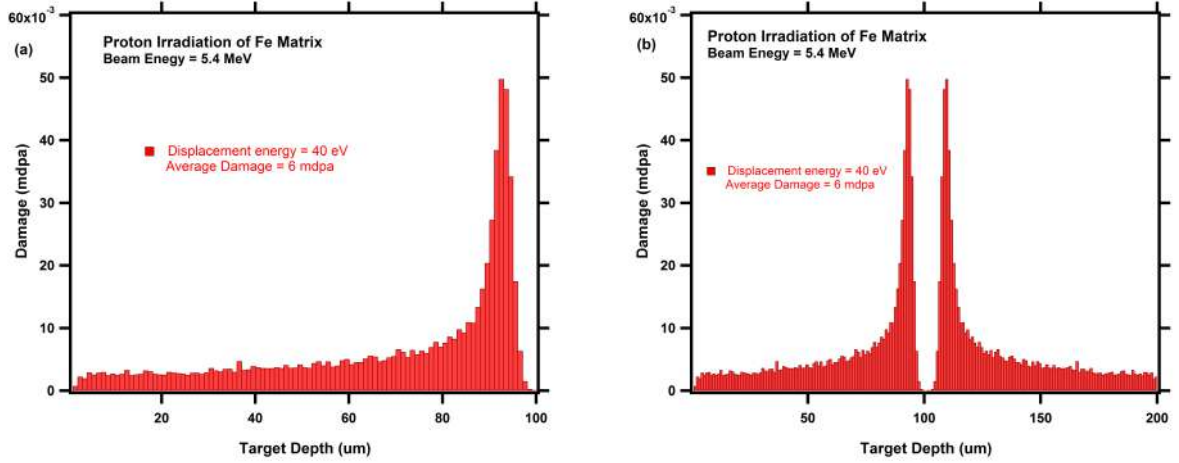 60x10⁻³
(a)
Proton Irradiation of Fe Matrix
Beam Enegy = 5.4 MeV
50
40
30
20
10
0
Damage (mdpa)
Displacement energy = 40 eV
Average Damage = 6 mdpa
20
40
60
80
100
Target Depth (um)
60x10⁻³
(b)
Proton Irradiation of Fe Matrix
Beam Enegy = 5.4 MeV
50
40
30
20
10
0
Damage (mdpa)
Displacement energy = 40 eV
Average Damage = 6 mdpa
50
100
150
200
Target Depth (um)